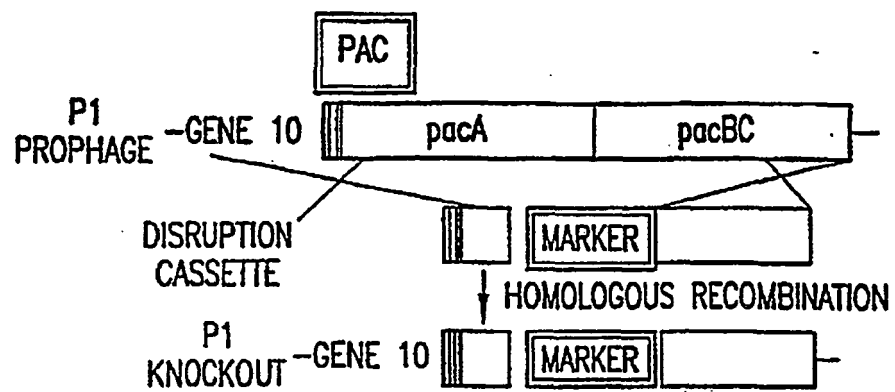 PAC
P1
PROPHAGE
-GENE 10
pacA
pacBC
DISRUPTION
CASSETTE
MARKER
HOMOLOGOUS RECOMBINATION
P1
KNOCKOUT
-GENE 10
MARKER